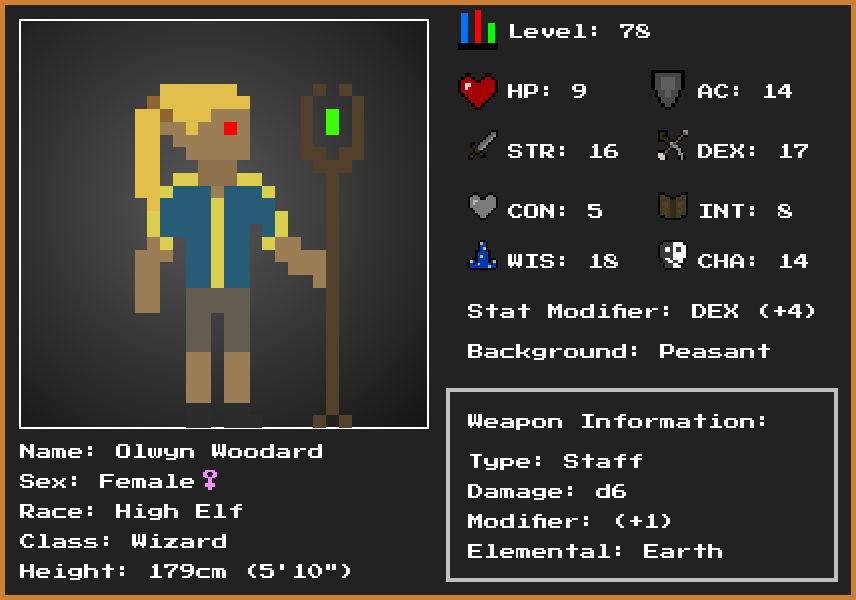 Level: 78
HP: 9 AC: 14
STR: 16 DEX: 17
CON: 5 INT: 8
WIS: 18 CHA: 14
Stat Modifier: DEX (+4)
Background: Peasant
Weapon Information:
Type: Staff
Damage: d6
Modifier: (+1)
Elemental: Earth
Name: Olwyn Woodard
Sex: Female♀
Race: High Elf
Class: Wizard
Height: 179cm (5'10")